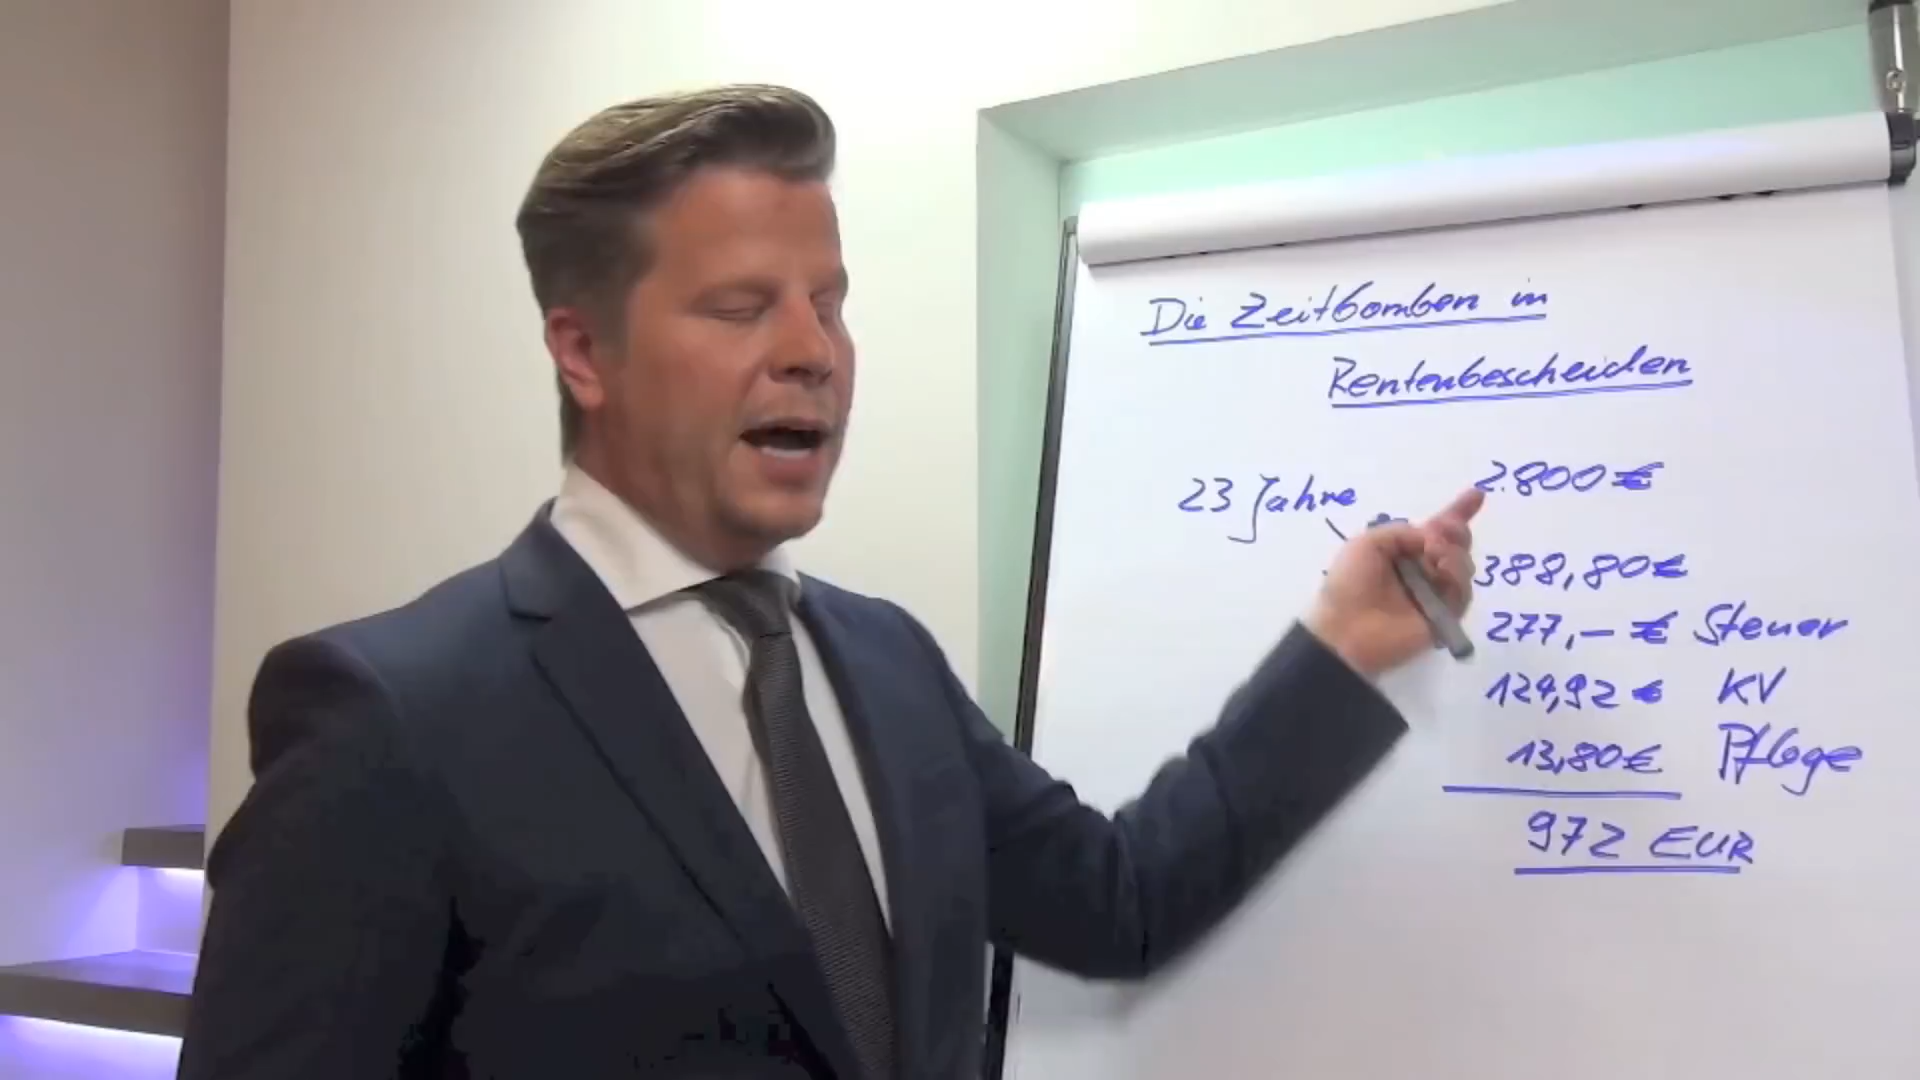 Die Zeitbomben in
Rentenbescheiden
23 Jahre 2.800 €
388,80 €
277,- € Steuer
129,92 € KV
13,80 € Pflege
972 EUR